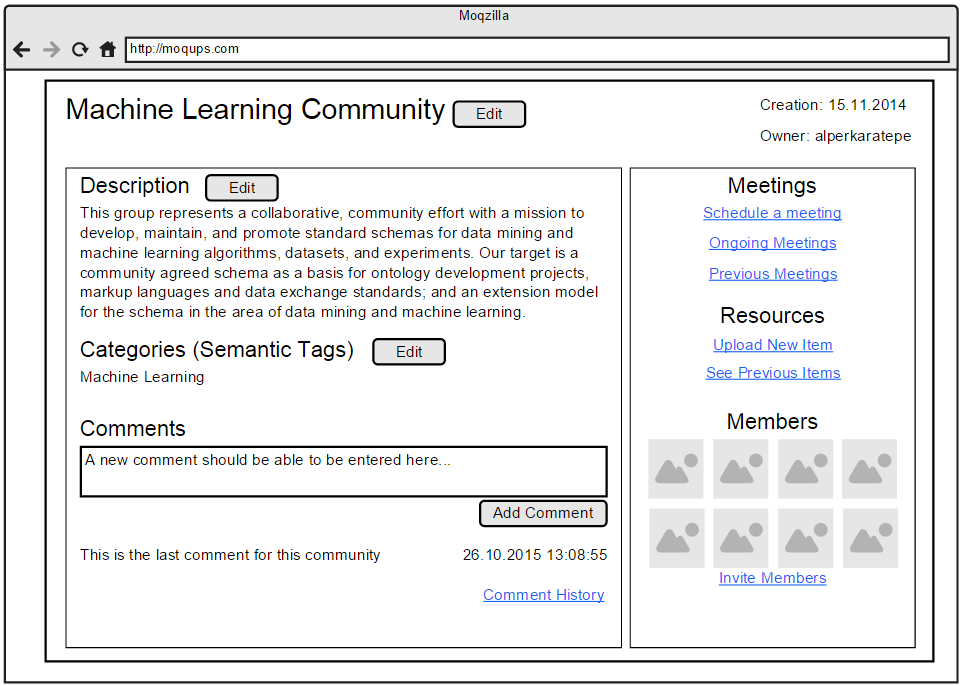 Moqzilla
http://moqups.com
Machine Learning Community
Edit
Creation: 15.11.2014
Owner: alperkaratepe
Description
Edit
This group represents a collaborative, community effort with a mission to
develop, maintain, and promote standard schemas for data mining and
machine learning algorithms, datasets, and experiments. Our target is a
community agreed schema as a basis for ontology development projects,
markup languages and data exchange standards; and an extension model
for the schema in the area of data mining and machine learning.
Categories (Semantic Tags)
Edit
Machine Learning
Comments
A new comment should be able to be entered here...
Add Comment
This is the last comment for this community
26.10.2015 13:08:55
Comment History
Meetings
Schedule a meeting
Ongoing Meetings
Previous Meetings
Resources
Upload New Item
See Previous Items
Members
Invite Members